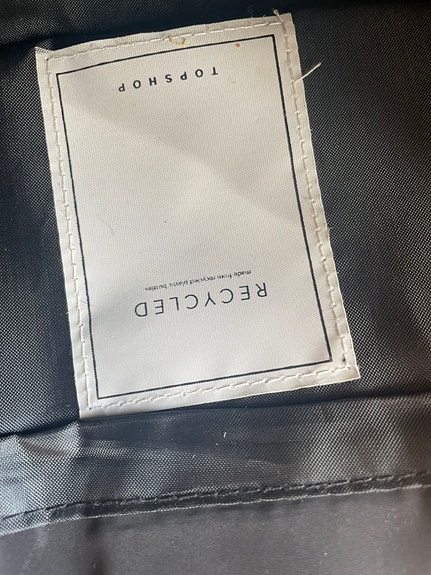 RECYCLED
made from recycled plastic bottles.
TOPSHOP